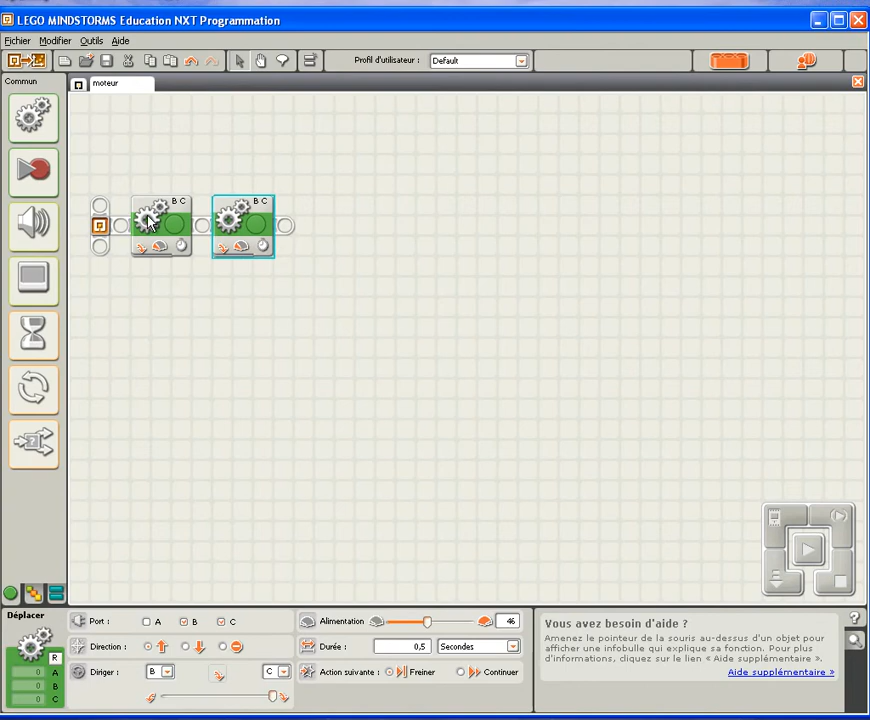 LEGO MINDSTORMS Education NXT Programmation
Fichier Modifier Outils Aide
Profil d'utilisateur : Default
Commun
moteur
B C
B C
Déplacer
R
0 A
0 B
0 C
Port : A B C
Direction :
Diriger : B C
Alimentation 46
Durée : 0,5 Secondes
Action suivante : Freiner Continuer
Vous avez besoin d'aide ?
Amenez le pointeur de la souris au-dessus d'un objet pour
afficher une infobulle qui explique sa fonction. Pour plus
d'informations, cliquez sur le lien « Aide supplémentaire ».
Aide supplémentaire »
?